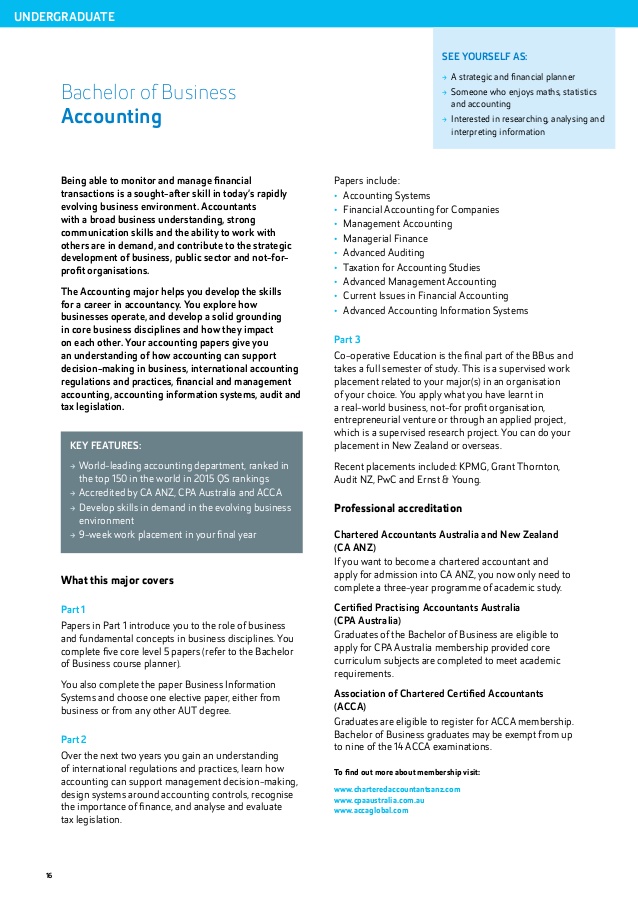 UNDERGRADUATE
SEE YOURSELF AS:
→ A strategic and financial planner
→ Someone who enjoys maths, statistics
and accounting
→ Interested in researching, analysing and
interpreting information
Bachelor of Business
Accounting
Being able to monitor and manage financial
transactions is a sought-after skill in today's rapidly
evolving business environment. Accountants
with a broad business understanding, strong
communication skills and the ability to work with
others are in demand, and contribute to the strategic
development of business, public sector and not-for-
profit organisations.
The Accounting major helps you develop the skills
for a career in accountancy. You explore how
businesses operate, and develop a solid grounding
in core business disciplines and how they impact
on each other. Your accounting papers give you
an understanding of how accounting can support
decision-making in business, international accounting
regulations and practices, financial and management
accounting, accounting information systems, audit and
tax legislation.
KEY FEATURES:
→ World-leading accounting department, ranked in
the top 150 in the world in 2015 QS rankings
→ Accredited by CA ANZ, CPA Australia and ACCA
→ Develop skills in demand in the evolving business
environment
→ 9-week work placement in your final year
What this major covers
Part 1
Papers in Part 1 introduce you to the role of business
and fundamental concepts in business disciplines. You
complete five core level 5 papers (refer to the Bachelor
of Business course planner).
You also complete the paper Business Information
Systems and choose one elective paper, either from
business or from any other AUT degree.
Part 2
Over the next two years you gain an understanding
of international regulations and practices, learn how
accounting can support management decision-making,
design systems around accounting controls, recognise
the importance of finance, and analyse and evaluate
tax legislation.
Papers include:
• Accounting Systems
• Financial Accounting for Companies
• Management Accounting
• Managerial Finance
• Advanced Auditing
• Taxation for Accounting Studies
• Advanced Management Accounting
• Current Issues in Financial Accounting
• Advanced Accounting Information Systems
Part 3
Co-operative Education is the final part of the BBus and
takes a full semester of study. This is a supervised work
placement related to your major(s) in an organisation
of your choice. You apply what you have learnt in
a real-world business, not-for profit organisation,
entrepreneurial venture or through an applied project,
which is a supervised research project. You can do your
placement in New Zealand or overseas.
Recent placements included: KPMG, Grant Thornton,
Audit NZ, PwC and Ernst & Young.
Professional accreditation
Chartered Accountants Australia and New Zealand
(CA ANZ)
If you want to become a chartered accountant and
apply for admission into CA ANZ, you now only need to
complete a three-year programme of academic study.
Certified Practising Accountants Australia
(CPA Australia)
Graduates of the Bachelor of Business are eligible to
apply for CPA Australia membership provided core
curriculum subjects are completed to meet academic
requirements.
Association of Chartered Certified Accountants
(ACCA)
Graduates are eligible to register for ACCA membership.
Bachelor of Business graduates may be exempt from up
to nine of the 14 ACCA examinations.
To find out more about membership visit:
www.charteredaccountantsanz.com
www.cpaaustralia.com.au
www.accaglobal.com
16